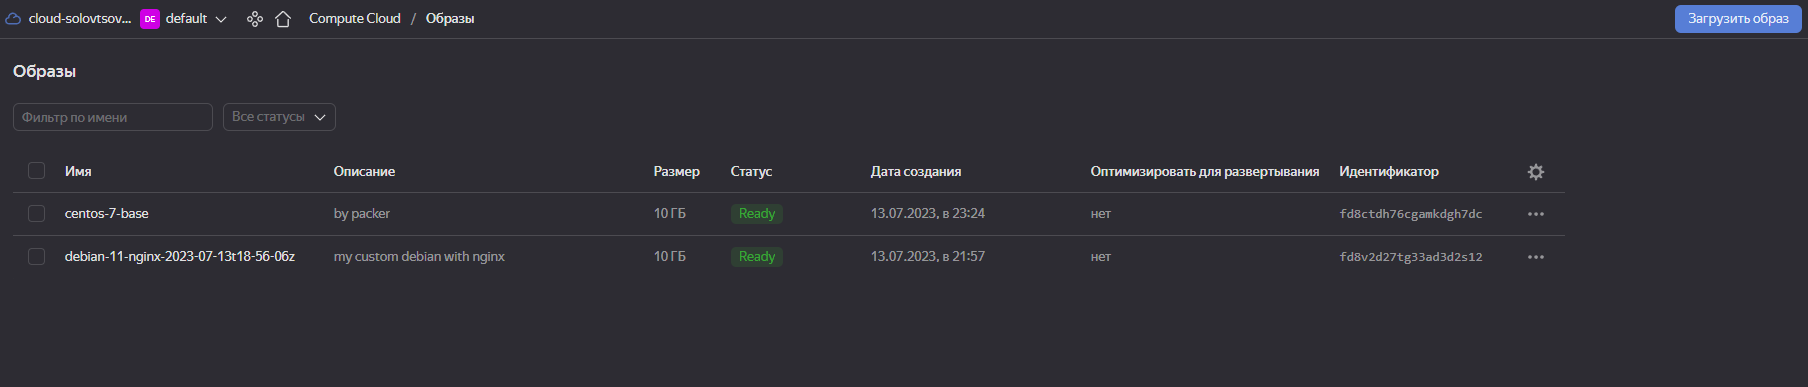 cloud-solovtsov... DE default Compute Cloud / Образы Загрузить образ
Образы
Фильтр по имени Все статусы
Имя Описание Размер Статус Дата создания Оптимизировать для развертывания Идентификатор
centos-7-base by packer 10 ГБ Ready 13.07.2023, в 23:24 нет fd8ctdh76cgamkdgh7dc
debian-11-nginx-2023-07-13t18-56-06z my custom debian with nginx 10 ГБ Ready 13.07.2023, в 21:57 нет fd8v2d27tg33ad3d2s12